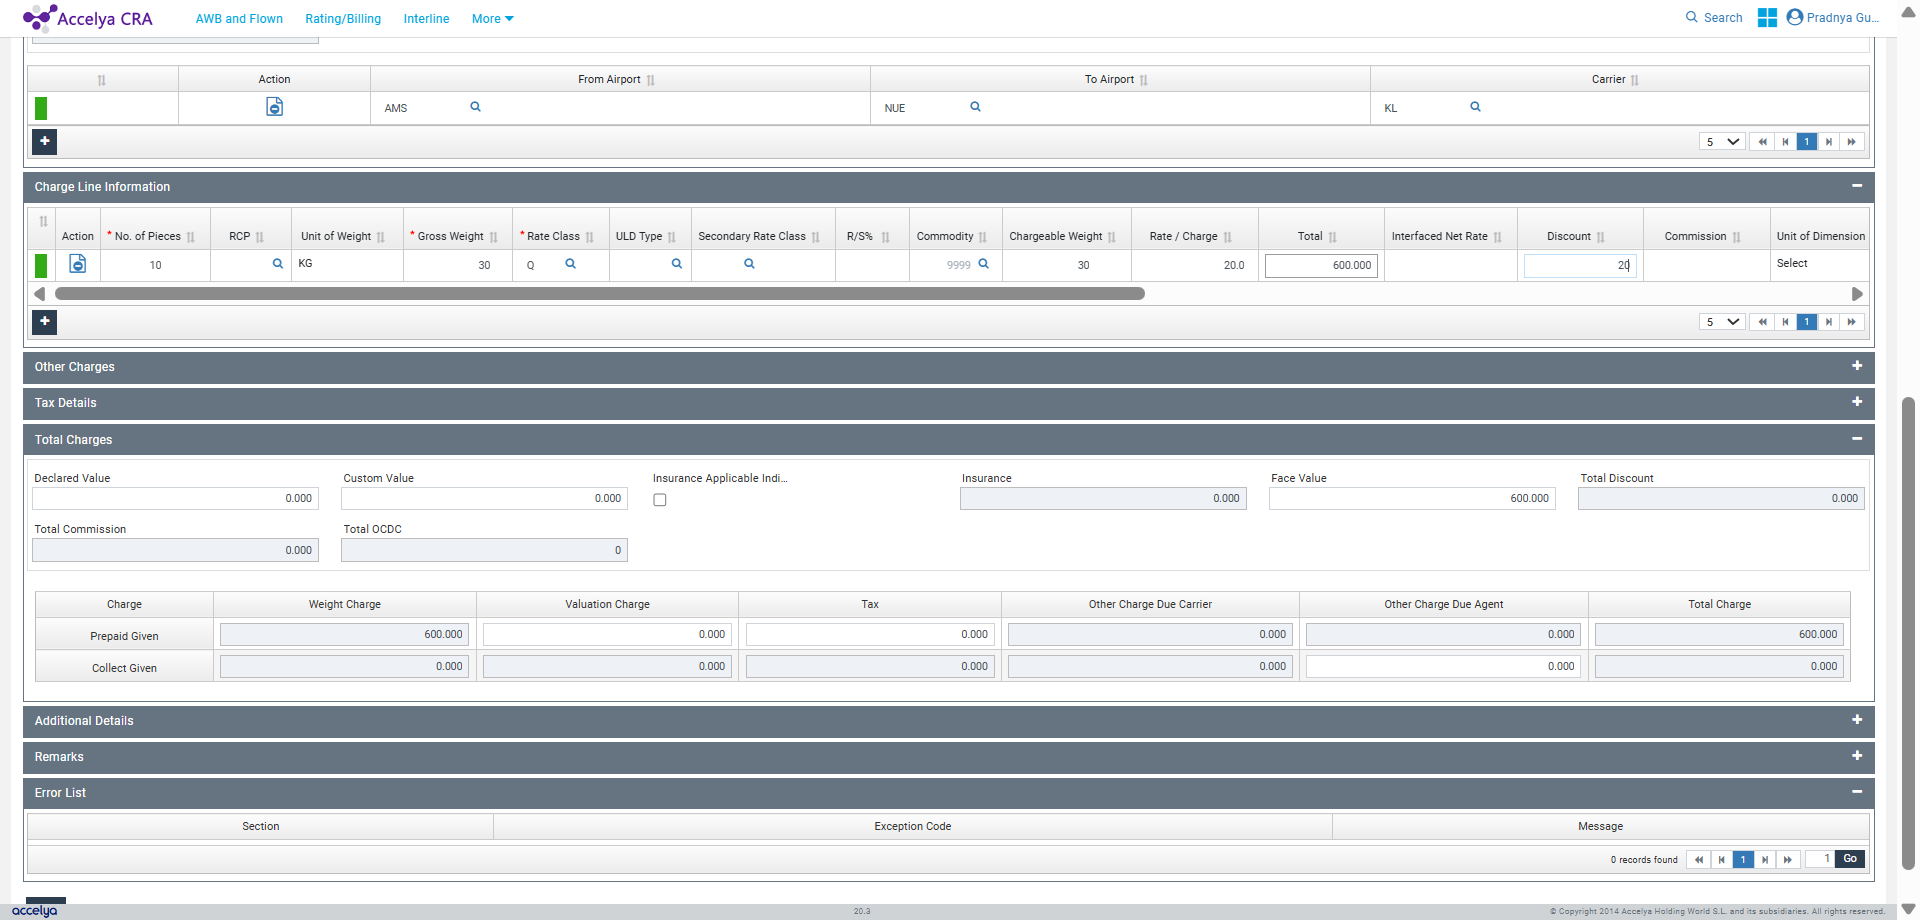 Accelya CRA
AWB and Flown Rating/Billing Interline More
Search Pradnya Gu...
Action From Airport To Airport Carrier
AMS NUE KL
+ 5 1
Charge Line Information
Action * No. of Pieces RCP Unit of Weight * Gross Weight * Rate Class ULD Type Secondary Rate Class R/S% Commodity Chargeable Weight Rate / Charge Total Interfaced Net Rate Discount Commission Unit of Dimension
10 KG 30 Q 9999 30 20.0 600.000 20 Select
+ 5 1
Other Charges
Tax Details
Total Charges
Declared Value Custom Value Insurance Applicable Indi... Insurance Face Value Total Discount
0.000 0.000 0.000 600.000 0.000
Total Commission Total OCDC
0.000 0
Charge Weight Charge Valuation Charge Tax Other Charge Due Carrier Other Charge Due Agent Total Charge
Prepaid Given 600.000 0.000 0.000 0.000 0.000 600.000
Collect Given 0.000 0.000 0.000 0.000 0.000 0.000
Additional Details
Remarks
Error List
Section Exception Code Message
0 records found 1 1 Go
accelya 20.3 © Copyright 2014 Accelya Holding World S.L. and its subsidiaries. All rights reserved.